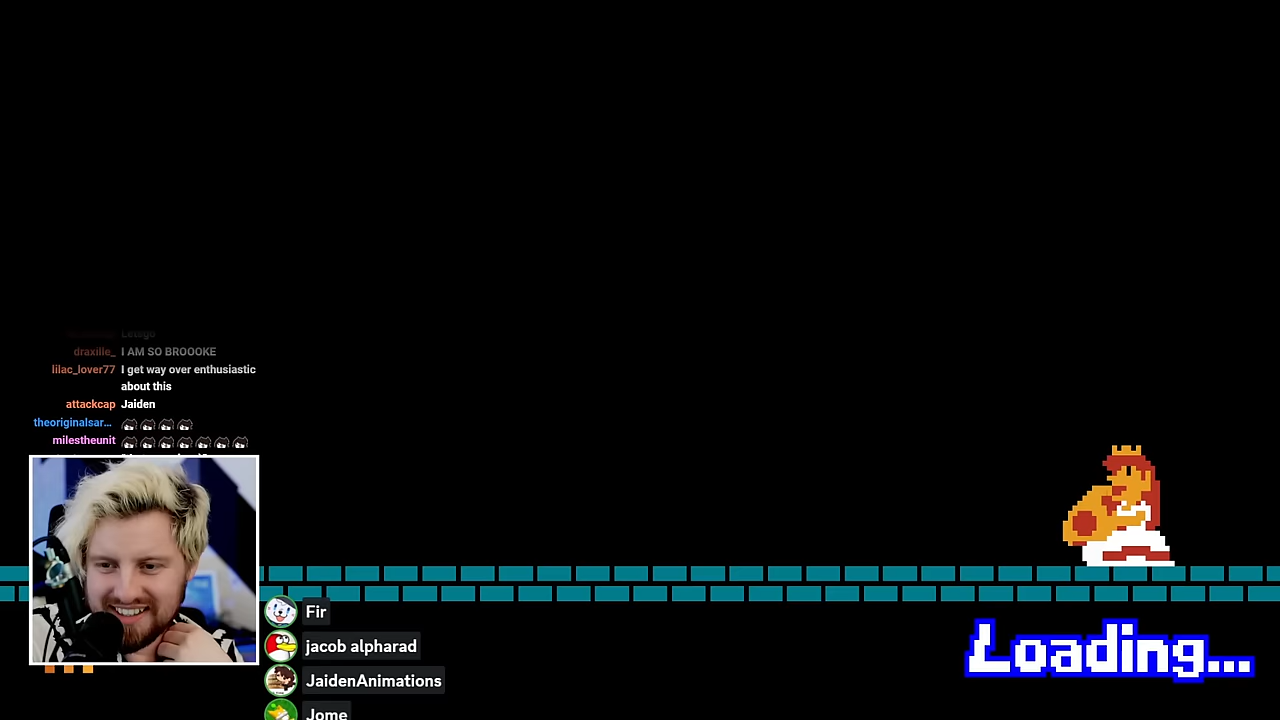 Letsgo
draxille_ I AM SO BROOOKE
lilac_lover77 I get way over enthusiastic
about this
attackcap Jaiden
theoriginalsar...
milestheunit
Fir
jacob alpharad
JaidenAnimations
Jome
Loading...